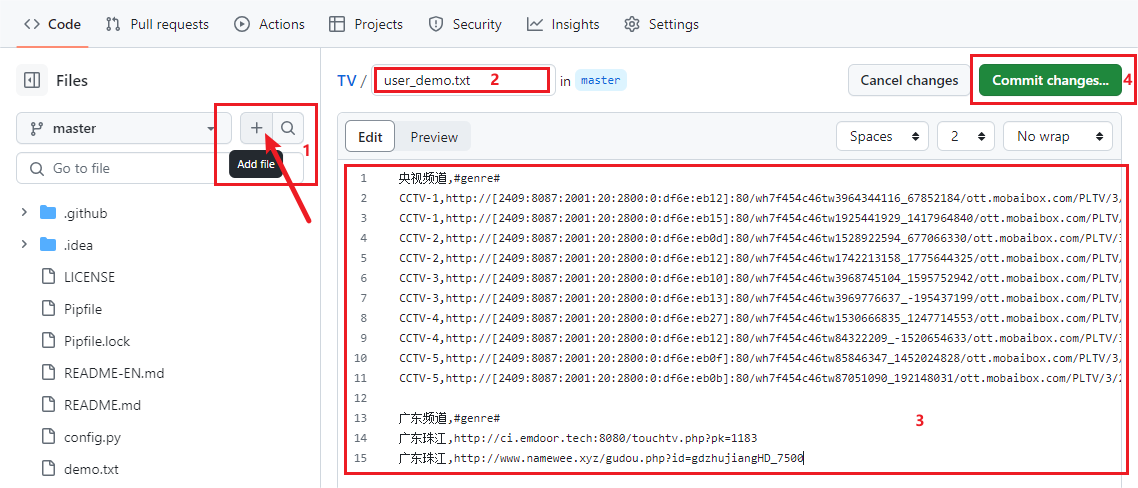 Code Pull requests Actions Projects Security Insights Settings
Files
TV / user_demo.txt 2 in master Cancel changes Commit changes... 4
master
1
Add file
Go to file
.github
.idea
LICENSE
Pipfile
Pipfile.lock
README-EN.md
README.md
config.py
demo.txt
Edit Preview Spaces 2 No wrap
1 央视频道,#genre#
2 CCTV-1,http://[2409:8087:2001:20:2800:0:df6e:eb12]:80/wh7f454c46tw3964344116_67852184/ott.mobaibox.com/PLTV/3/
3 CCTV-1,http://[2409:8087:2001:20:2800:0:df6e:eb15]:80/wh7f454c46tw1925441929_1417964840/ott.mobaibox.com/PLTV/
4 CCTV-2,http://[2409:8087:2001:20:2800:0:df6e:eb0d]:80/wh7f454c46tw1528922594_677066330/ott.mobaibox.com/PLTV/3
5 CCTV-2,http://[2409:8087:2001:20:2800:0:df6e:eb12]:80/wh7f454c46tw1742213158_1775644325/ott.mobaibox.com/PLTV/
6 CCTV-3,http://[2409:8087:2001:20:2800:0:df6e:eb10]:80/wh7f454c46tw3968745104_1595752942/ott.mobaibox.com/PLTV/
7 CCTV-3,http://[2409:8087:2001:20:2800:0:df6e:eb13]:80/wh7f454c46tw3969776637_-195437199/ott.mobaibox.com/PLTV/
8 CCTV-4,http://[2409:8087:2001:20:2800:0:df6e:eb27]:80/wh7f454c46tw1530666835_1247714553/ott.mobaibox.com/PLTV/
9 CCTV-4,http://[2409:8087:2001:20:2800:0:df6e:eb12]:80/wh7f454c46tw84322209_-1520654633/ott.mobaibox.com/PLTV/3
10 CCTV-5,http://[2409:8087:2001:20:2800:0:df6e:eb0f]:80/wh7f454c46tw85846347_1452024828/ott.mobaibox.com/PLTV/3/
11 CCTV-5,http://[2409:8087:2001:20:2800:0:df6e:eb0b]:80/wh7f454c46tw87051090_192148031/ott.mobaibox.com/PLTV/3/2
12
13 广东频道,#genre#
3
14 广东珠江,http://ci.emdoor.tech:8080/touchtv.php?pk=1183
15 广东珠江,http://www.namewee.xyz/gudou.php?id=gdzhujiangHD_7500